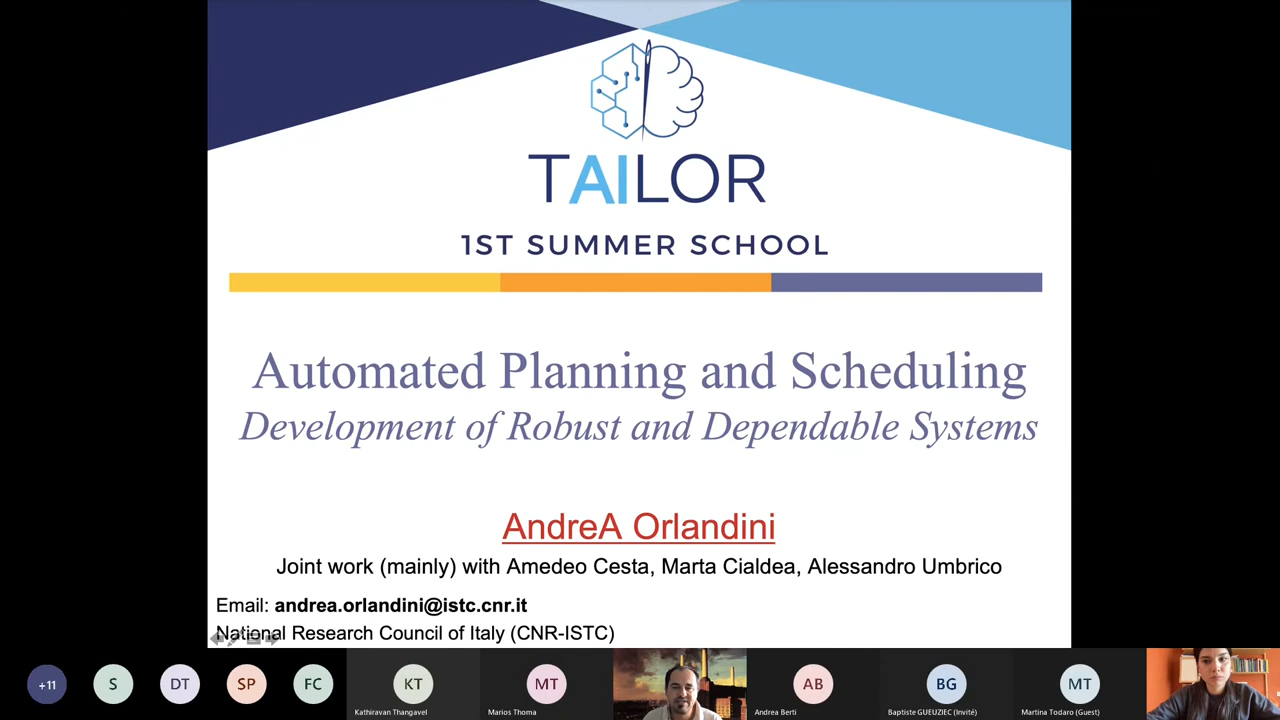 TAILOR
1ST SUMMER SCHOOL
Automated Planning and Scheduling
Development of Robust and Dependable Systems
AndreA Orlandini
Joint work (mainly) with Amedeo Cesta, Marta Cialdea, Alessandro Umbrico
Email: andrea.orlandini@istc.cnr.it
National Research Council of Italy (CNR-ISTC)
+11 S DT SP FC KT MT AB BG MT
Kathiravan Thangavel Marios Thoma Andrea Berti Baptiste GUEUZIEC (Invité) Martina Todaro (Guest)